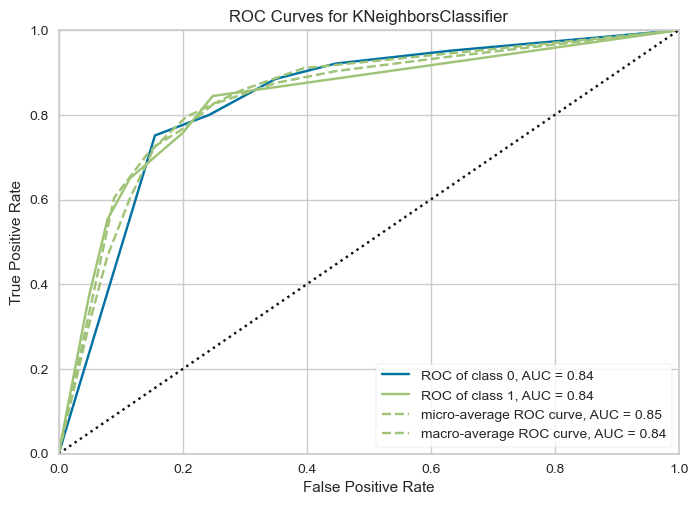 ROC Curves for KNeighborsClassifier
1.0
0.8
0.6
0.4
0.2
0.0
True Positive Rate
ROC of class 0, AUC = 0.84
ROC of class 1, AUC = 0.84
micro-average ROC curve, AUC = 0.85
macro-average ROC curve, AUC = 0.84
0.0 0.2 0.4 0.6 0.8 1.0
False Positive Rate